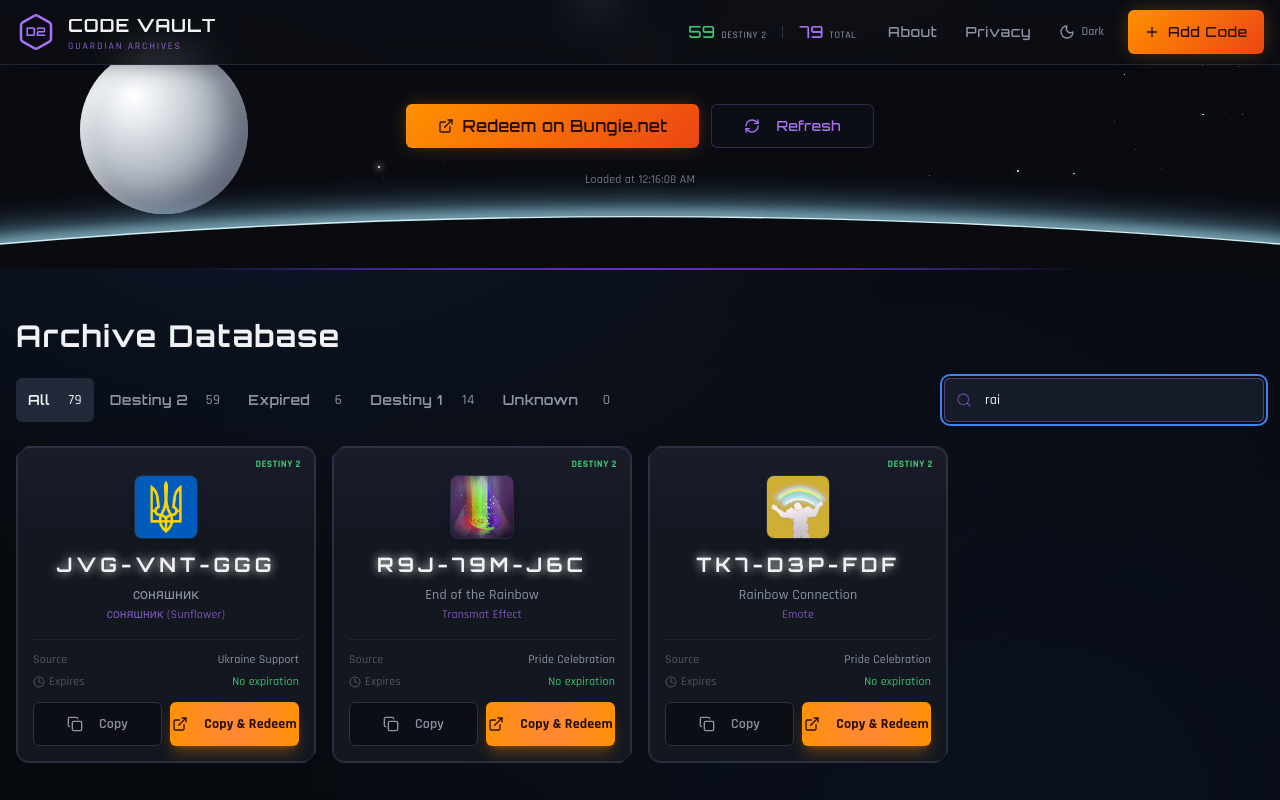 D2
CODE VAULT
GUARDIAN ARCHIVES
59 DESTINY 2
79 TOTAL
About
Privacy
Dark
+ Add Code
Redeem on Bungie.net
Refresh
Loaded at 12:16:08 AM
Archive Database
All 79
Destiny 2 59
Expired 6
Destiny 1 14
Unknown 0
rai
DESTINY 2
JVG-VNT-GGG
соняшник
соняшник (Sunflower)
Source Ukraine Support
Expires No expiration
Copy
Copy & Redeem
DESTINY 2
R9J-79M-J6C
End of the Rainbow
Transmat Effect
Source Pride Celebration
Expires No expiration
Copy
Copy & Redeem
DESTINY 2
TK7-D3P-FDF
Rainbow Connection
Emote
Source Pride Celebration
Expires No expiration
Copy
Copy & Redeem